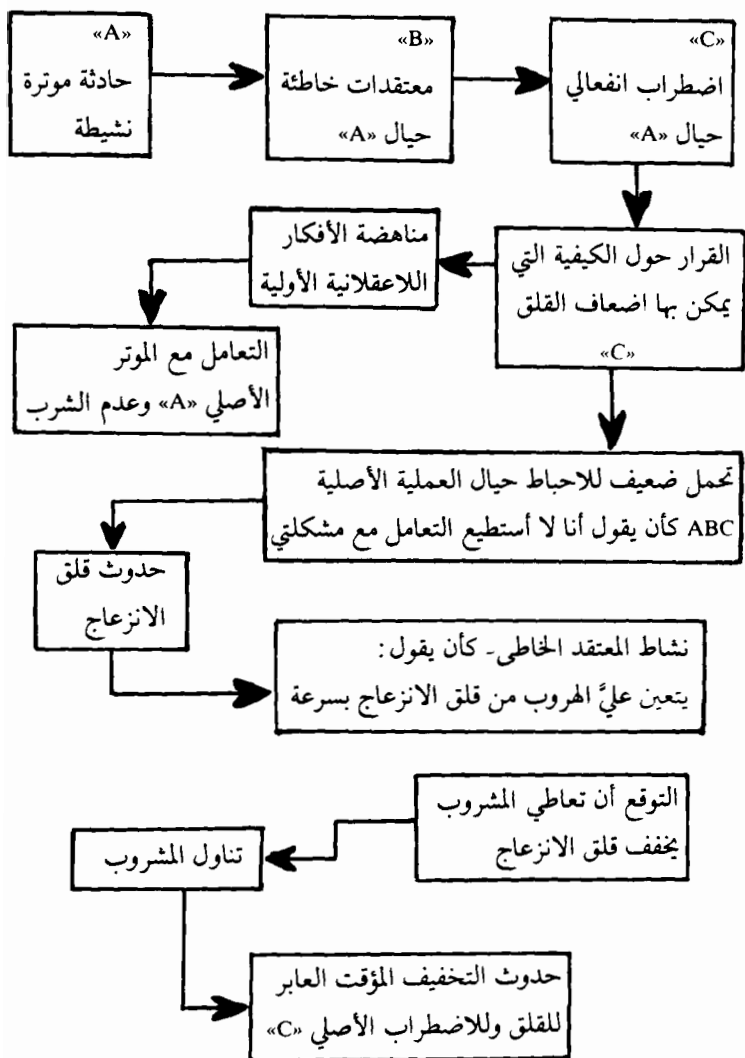 «A»
حادثة موترة
نشيطة
«B»
معتقدات خاطئة
حيال «A»
«C»
اضطراب انفعالي
حيال «A»
القرار حول الكيفية التي
يمكن بها اضعاف القلق
«C»
مناهضة الأفكار
اللاعقلانية الأولية
التعامل مع الموتر
الأصلي «A» وعدم الشرب
تحمل ضعيف للاحباط حيال العملية الأصلية
ABC كأن يقول أنا لا أستطيع التعامل مع مشكلتي
حدوث قلق
الانزعاج
نشاط المعتقد الخاطى - كأن يقول :
يتعين عليَّ الهروب من قلق الانزعاج بسرعة
التوقع أن تعاطي المشروب
يخفف قلق الانزعاج
تناول المشروب
حدوث التخفيف المؤقت العابر
للقلق وللاضطراب الأصلي «C»